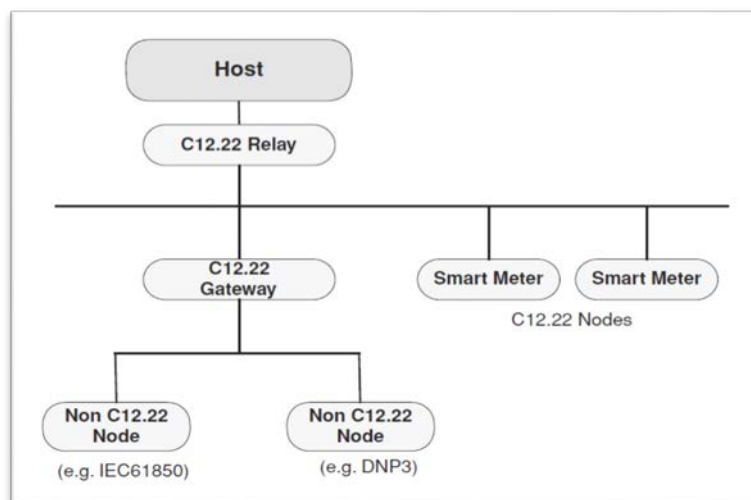 Host
C12.22 Relay
C12.22
Gateway
Smart Meter
Smart Meter
C12.22 Nodes
Non C12.22
Node
(e.g. IEC61850)
Non C12.22
Node
(e.g. DNP3)